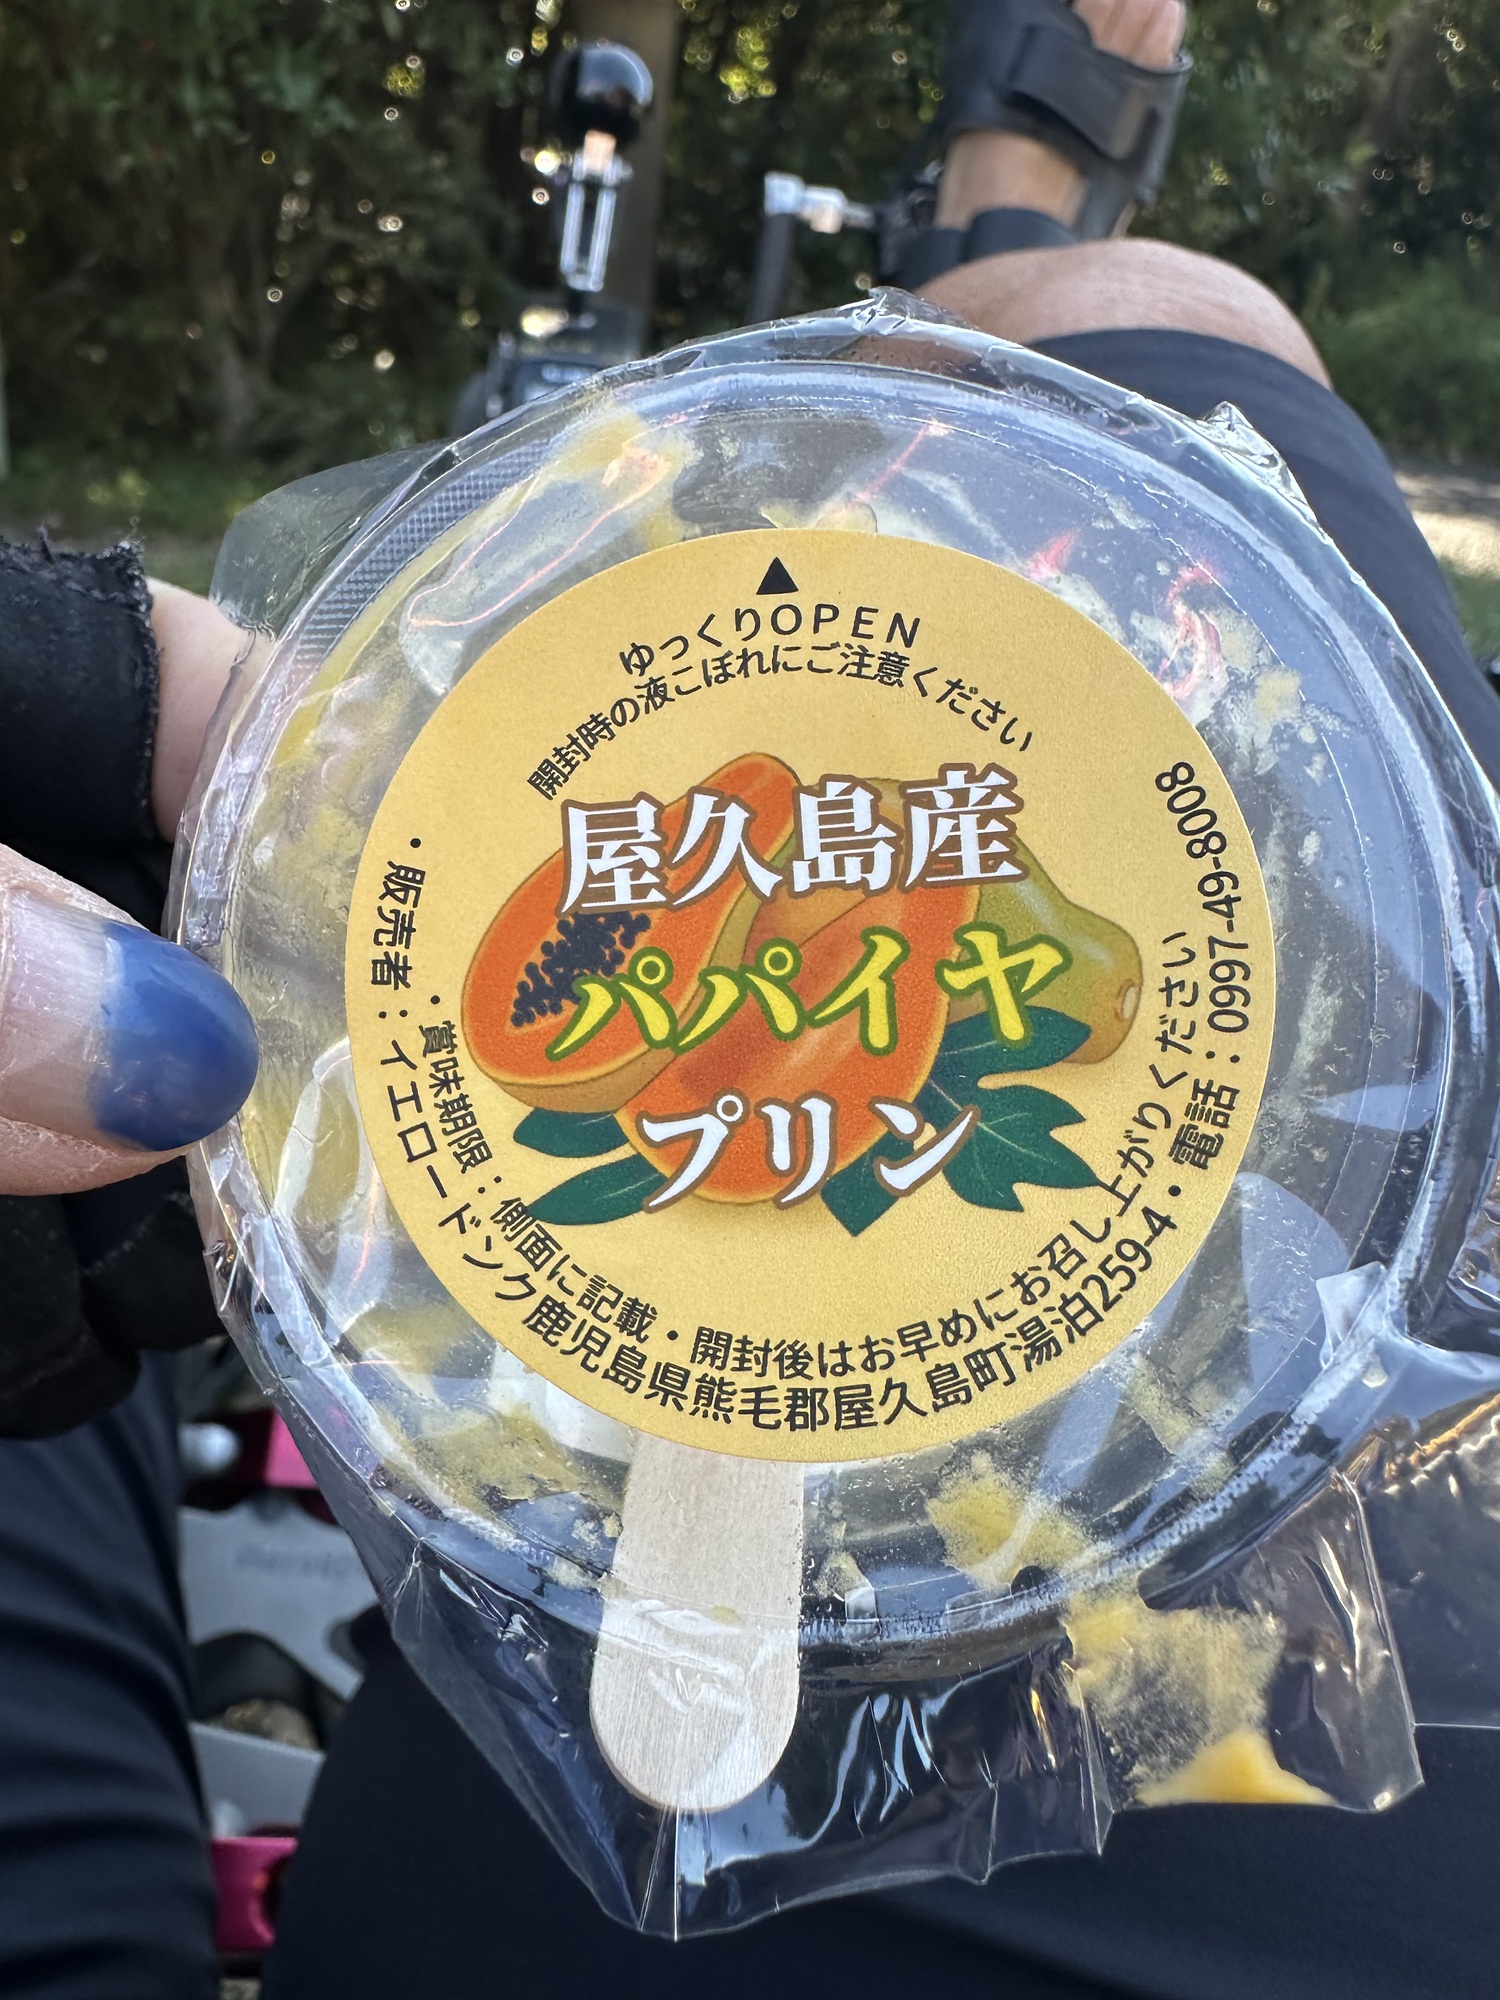 ▲
ゆっくりOPEN
開封時の液こぼれにご注意ください
屋久島産
パパイヤ
プリン
・賞味期限：側面に記載・開封後はお早めにお召し上がりください
・販売者：イエロードンク鹿児島県熊毛郡屋久島町湯泊259-4・電話：0997-49-8008